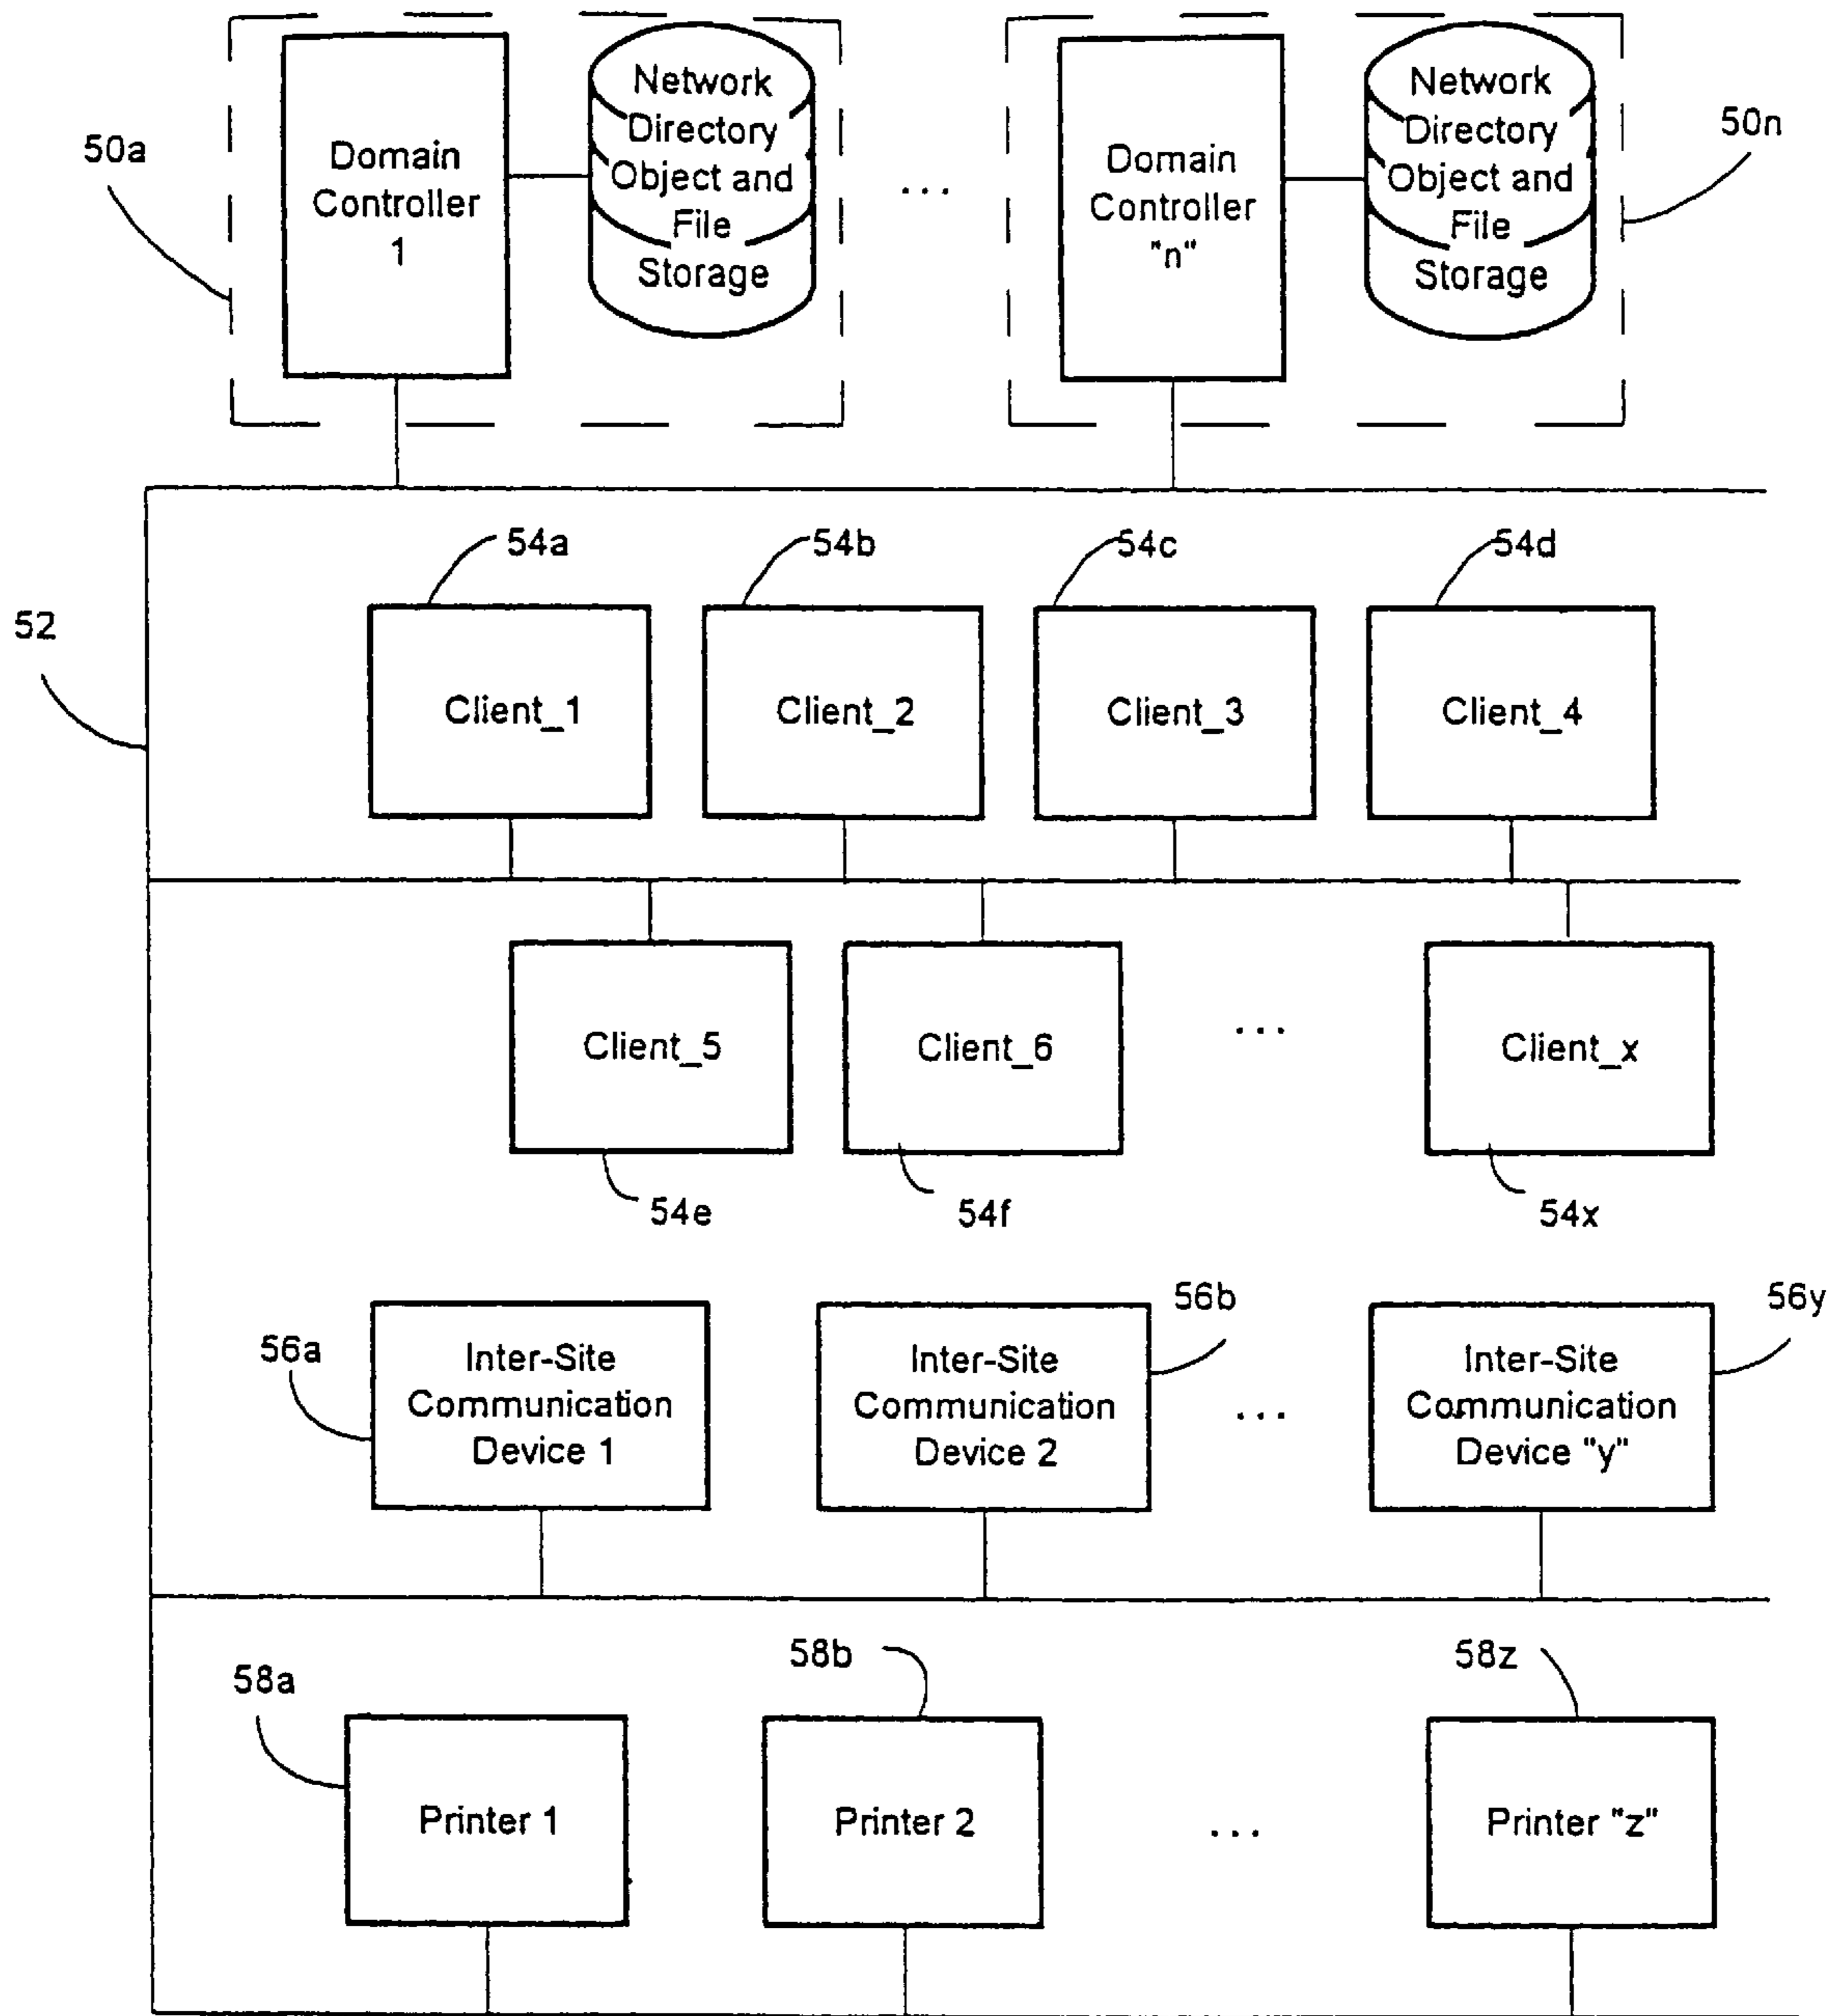 50a
Domain
Controller
1
Network
Directory
Object and
File
Storage
...
Domain
Controller
"n"
Network
Directory
Object and
File
Storage
50n
52
54a
54b
54c
54d
Client_1
Client_2
Client_3
Client_4
Client_5
Client_6
...
Client_x
54e
54f
54x
56a
Inter-Site
Communication
Device 1
Inter-Site
Communication
Device 2
56b
...
Inter-Site
Communication
Device "y"
56y
58a
58b
58z
Printer 1
Printer 2
...
Printer "z"